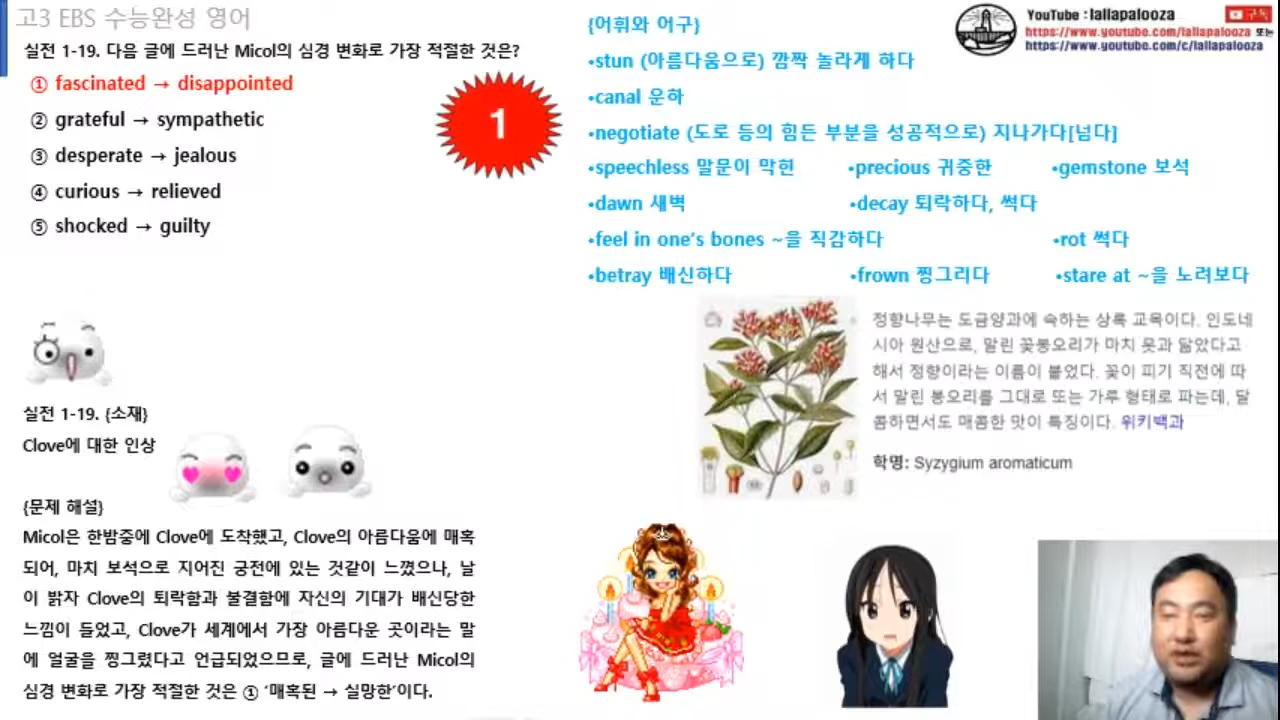 고3 EBS 수능완성 영어
실전 1-19. 다음 글에 드러난 Micol의 심경 변화로 가장 적절한 것은?
① fascinated → disappointed
② grateful → sympathetic
③ desperate → jealous
④ curious → relieved
⑤ shocked → guilty
1
실전 1-19. {소재}
Clove에 대한 인상
{문제 해설}
Micol은 한밤중에 Clove에 도착했고, Clove의 아름다움에 매혹
되어, 마치 보석으로 지어진 궁전에 있는 것같이 느꼈으나, 날
이 밝자 Clove의 퇴락함과 불결함에 자신의 기대가 배신당한
느낌이 들었고, Clove가 세계에서 가장 아름다운 곳이라는 말
에 얼굴을 찡그렸다고 언급되었으므로, 글에 드러난 Micol의
심경 변화로 가장 적절한 것은 ① ‘매혹된 → 실망한’이다.
{어휘와 어구}
•stun (아름다움으로) 깜짝 놀라게 하다
•canal 운하
•negotiate (도로 등의 힘든 부분을 성공적으로) 지나가다[넘다]
•speechless 말문이 막힌 •precious 귀중한 •gemstone 보석
•dawn 새벽 •decay 퇴락하다, 썩다
•feel in one’s bones ~을 직감하다 •rot 썩다
•betray 배신하다 •frown 찡그리다 •stare at ~을 노려보다
YouTube : lallapalooza 구독
https://www.youtube.com/lallapalooza 또는
https://www.youtube.com/c/lallapalooza
정향나무는 도금양과에 속하는 상록 교목이다. 인도네
시아 원산으로, 말린 꽃봉오리가 마치 못과 닮았다고
해서 정향이라는 이름이 붙었다. 꽃이 피기 직전에 따
서 말린 봉오리를 그대로 또는 가루 형태로 파는데, 달
콤하면서도 매콤한 맛이 특징이다. 위키백과
학명: Syzygium aromaticum